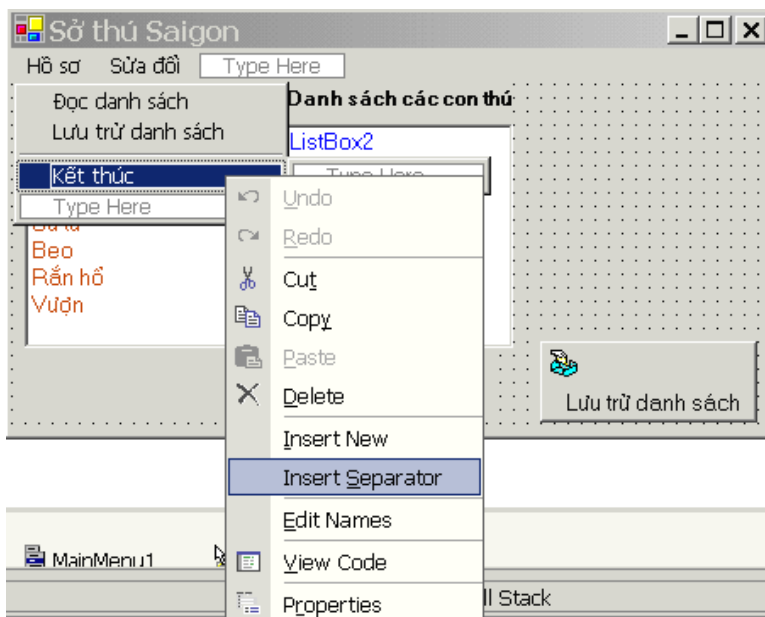 Sở thú Saigon
Hồ sơ Sửa đổi Type Here
Đọc danh sách
Lưu trữ danh sách
Kết thúc
Type Here
Danh sách các con thú
ListBox2
Type Here
Beo
Rắn hổ
Vượn
Undo
Redo
Cut
Copy
Paste
Delete
Insert New
Insert Separator
Edit Names
View Code
Properties
Lưu trữ danh sách
MainMenu1
ll Stack